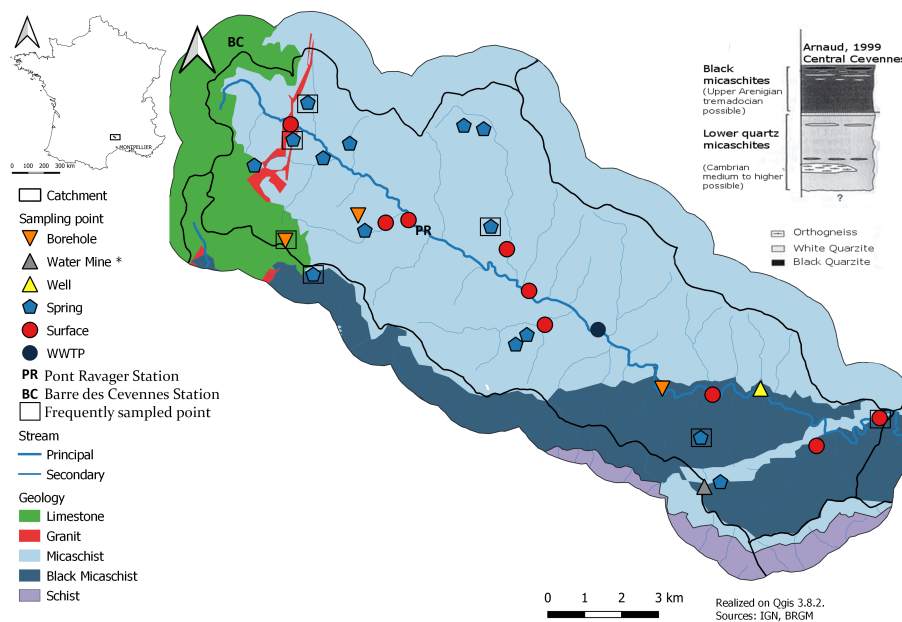 MONTPELLIER
0 100 200 300 km
Catchment
Sampling point
Borehole
Water Mine *
Well
Spring
Surface
WWTP
PR Pont Ravager Station
BC Barre des Cevennes Station
Frequently sampled point
Stream
Principal
Secondary
Geology
Limestone
Granit
Micaschist
Black Micaschist
Schist
BC
PR
Arnaud, 1999
Central Cevennes
Black
micaschites
(Upper Arenigian
tremadocian
possible)
Lower quartz
micaschites
(Cambrian
medium to higher
possible)
?
Orthogneiss
White Quarzite
Black Quarzite
0 1 2 3 km
Realized on Qgis 3.8.2.
Sources: IGN, BRGM